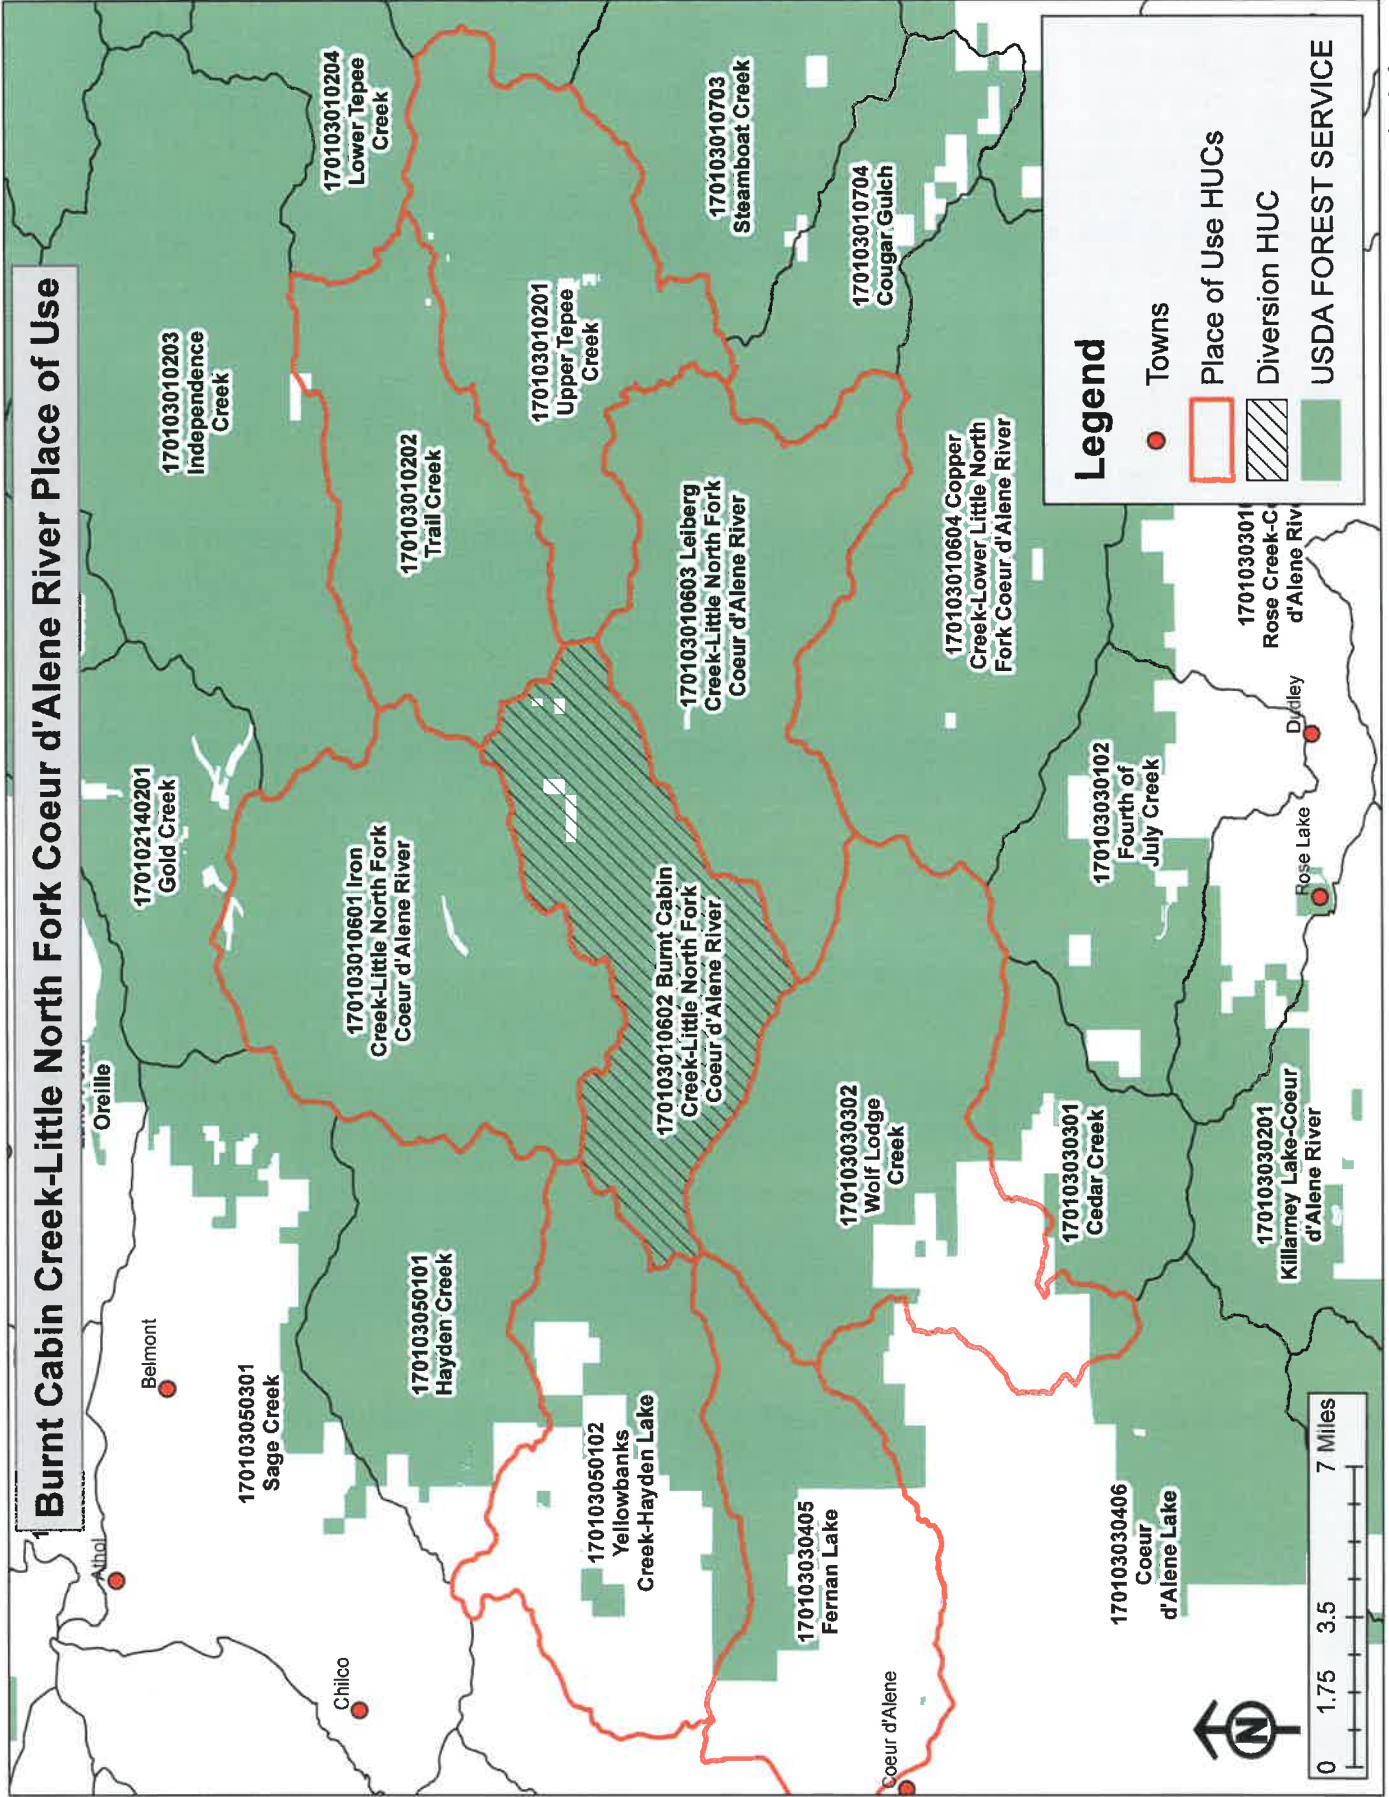 Burnt Cabin Creek-Little North Fork Coeur d'Alene River Place of Use
Athol
Belmont
Chilco
Oreille
170103050301
Sage Creek
170102140201
Gold Creek
170103010203
Independence
Creek
170103010204
Lower Tepee
Creek
170103050101
Hayden Creek
170103010601 Iron
Creek-Little North Fork
Coeur d'Alene River
170103010202
Trail Creek
170103010201
Upper Tepee
Creek
170103050102
Yellowbanks
Creek-Hayden Lake
170103010602 Burnt Cabin
Creek-Little North Fork
Coeur d'Alene River
170103010603 Leiberg
Creek-Little North Fork
Coeur d'Alene River
170103010703
Steamboat Creek
170103030405
Fernan Lake
170103030302
Wolf Lodge
Creek
170103010704
Cougar Gulch
Coeur d'Alene
170103010604 Copper
Creek-Lower Little North
Fork Coeur d'Alene River
170103030406
Coeur
d'Alene Lake
170103030301
Cedar Creek
170103030102
Fourth of
July Creek
170103030201
Killarney Lake-Coeur
d'Alene River
Rose Lake
Dudley
Rose Creek-Co
d'Alene Rive
Legend
Towns
Place of Use HUCs
Diversion HUC
USDA FOREST SERVICE
N
0 1.75 3.5 7 Miles